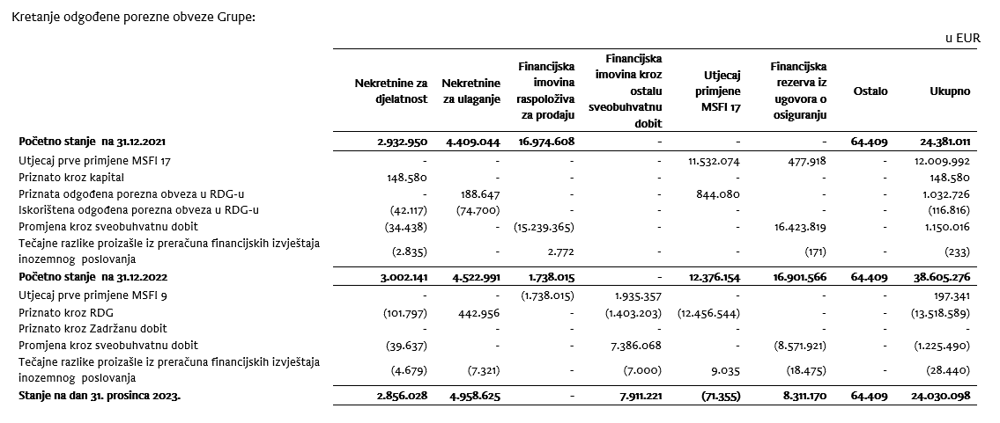 Kretanje odgođene porezne obveze Grupe:
u EUR
Nekretnine za djelatnost | Nekretnine za ulaganje | Financijska imovina raspoloživa za prodaju | Financijska imovina kroz ostalu sveobuhvatnu dobit | Utjecaj primjene MSFI 17 | Financijska rezerva iz ugovora o osiguranju | Ostalo | Ukupno
Početno stanje na 31.12.2021 2.932.950 4.409.044 16.974.608 - - - 64.409 24.381.011
Utjecaj prve primjene MSFI 17 - - - - 11.532.074 477.918 - 12.009.992
Priznato kroz kapital 148.580 - - - - - - 148.580
Priznata odgođena porezna obveza u RDG-u - 188.647 - - 844.080 - - 1.032.726
Iskorištena odgođena porezna obveza u RDG-u (42.117) (74.700) - - - - - (116.816)
Promjena kroz sveobuhvatnu dobit (34.438) - (15.239.365) - - 16.423.819 - 1.150.016
Tečajne razlike proizašle iz preračuna financijskih izvještaja
inozemnog poslovanja (2.835) - 2.772 - - (171) - (233)
Početno stanje na 31.12.2022 3.002.141 4.522.991 1.738.015 - 12.376.154 16.901.566 64.409 38.605.276
Utjecaj prve primjene MSFI 9 - - (1.738.015) 1.935.357 - - - 197.341
Priznato kroz RDG (101.797) 442.956 - (1.403.203) (12.456.544) - - (13.518.589)
Priznato kroz Zadržanu dobit - - - - - - - -
Promjena kroz sveobuhvatnu dobit (39.637) - - 7.386.068 - (8.571.921) - (1.225.490)
Tečajne razlike proizašle iz preračuna financijskih izvještaja
inozemnog poslovanja (4.679) (7.321) - (7.000) 9.035 (18.475) - (28.440)
Stanje na dan 31. prosinca 2023. 2.856.028 4.958.625 - 7.911.221 (71.355) 8.311.170 64.409 24.030.098